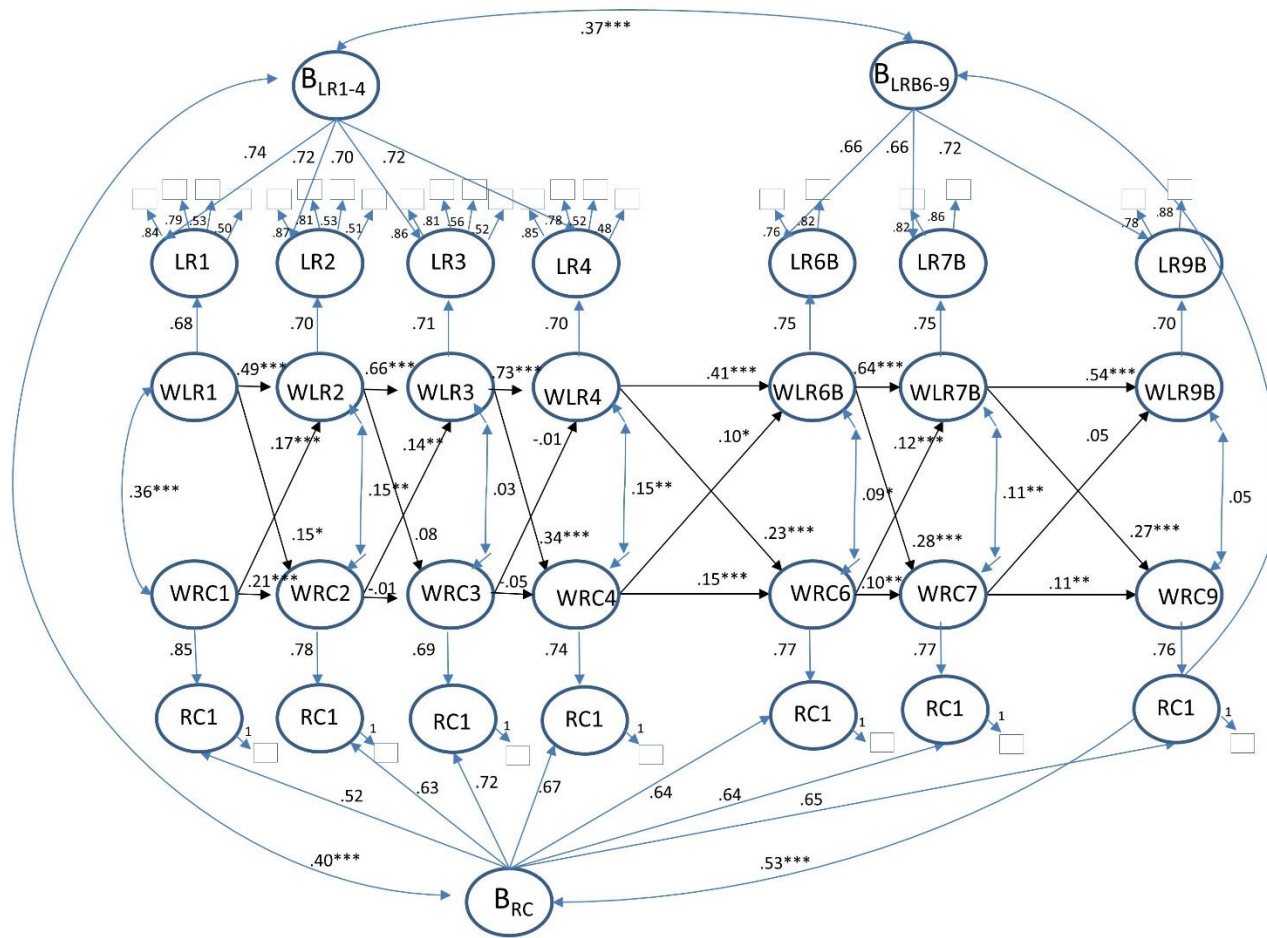 .37***
B LR1-4
B LRB6-9
.74 .72 .70 .72
.66 .66 .72
.84 .79 .53 .50
.87 .81 .53 .51
.86 .81 .56 .52
.85 .78 .52 .48
.76 .82
.82 .86
.78 .88
LR1 LR2 LR3 LR4 LR6B LR7B LR9B
.68 .70 .71 .70 .75 .75 .70
.49*** .66*** .73*** .41*** .64*** .54***
WLR1 WLR2 WLR3 WLR4 WLR6B WLR7B WLR9B
.17*** .14** -.01 .10* .12*** .05
.36*** .15** .03 .15** .09* .11** .05
.15* .08 .34*** .23*** .28*** .27***
.21*** -.01 -.05 .15*** .10** .11**
WRC1 WRC2 WRC3 WRC4 WRC6 WRC7 WRC9
.85 .78 .69 .74 .77 .77 .76
RC1 RC1 RC1 RC1 RC1 RC1 RC1
1 1 1 1 1 1 1
.52 .63 .72 .67 .64 .64 .65
.40*** .53***
B RC